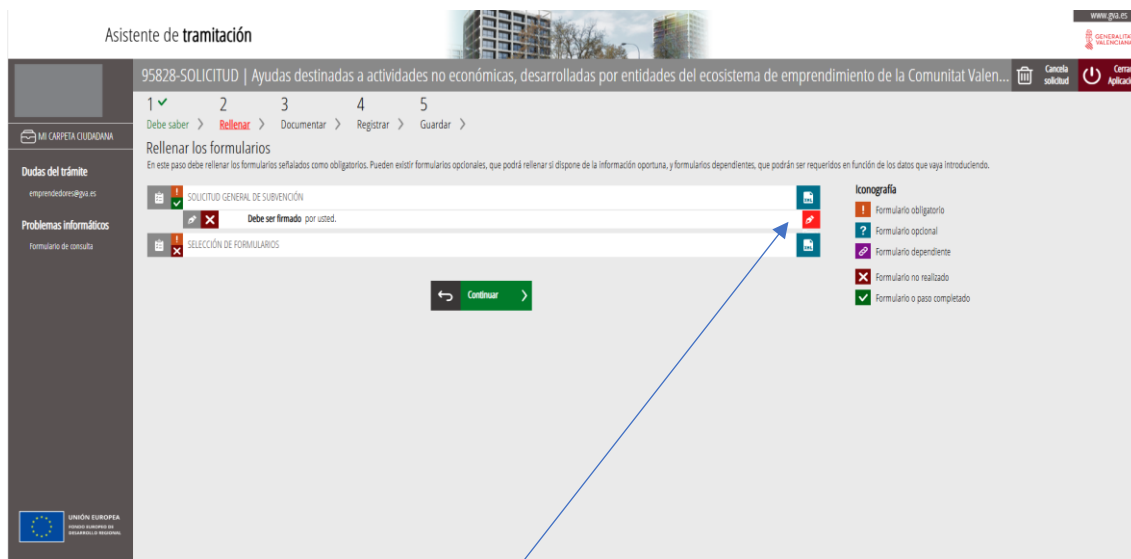 www.gva.es
Asistente de tramitación
GENERALITAT
VALENCIANA
95828-SOLICITUD | Ayudas destinadas a actividades no económicas, desarrolladas por entidades del ecosistema de emprendimiento de la Comunitat Valen...
Cancela
solicitud
Cerra
Aplicaci
1 2 3 4 5
Debe saber > Rellenar > Documentar > Registrar > Guardar >
MI CARPETA CIUDADANA
Dudas del trámite
emprendedores@gva.es
Problemas informáticos
Formulario de consulta
Rellenar los formularios
En este paso debe rellenar los formularios señalados como obligatorios. Pueden existir formularios opcionales, que podrá rellenar si dispone de la información oportuna, y formularios dependientes, que podrán ser requeridos en función de los datos que vaya introduciendo.
! SOLICITUD GENERAL DE SUBVENCIÓN
Debe ser firmado por usted.
! SELECCIÓN DE FORMULARIOS
Continuar >
Iconografía
! Formulario obligatorio
? Formulario opcional
Formulario dependiente
Formulario no realizado
Formulario o paso completado
UNIÓN EUROPEA
FONDO EUROPEO DE
DESARROLLO REGIONAL